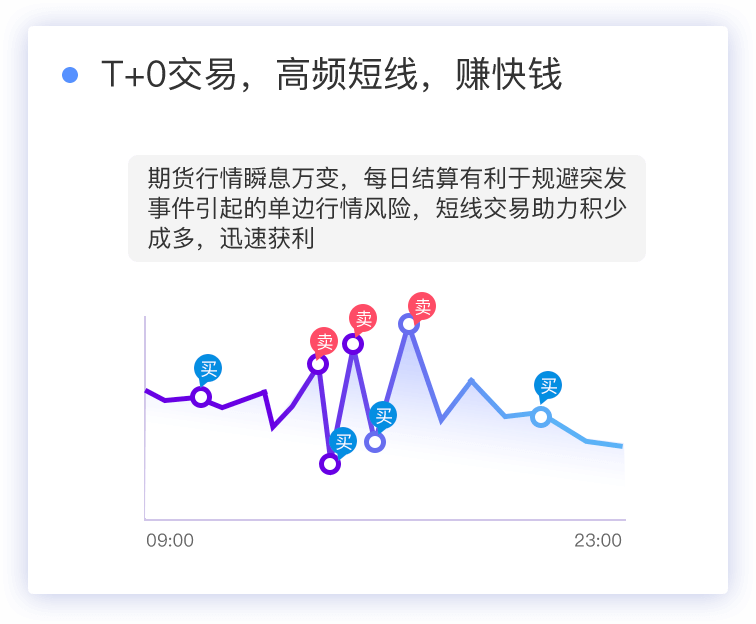 T+0交易，高频短线，赚快钱
期货行情瞬息万变，每日结算有利于规避突发
事件引起的单边行情风险，短线交易助力积少
成多，迅速获利
卖
卖
卖
买
买
买
买
09:00
23:00